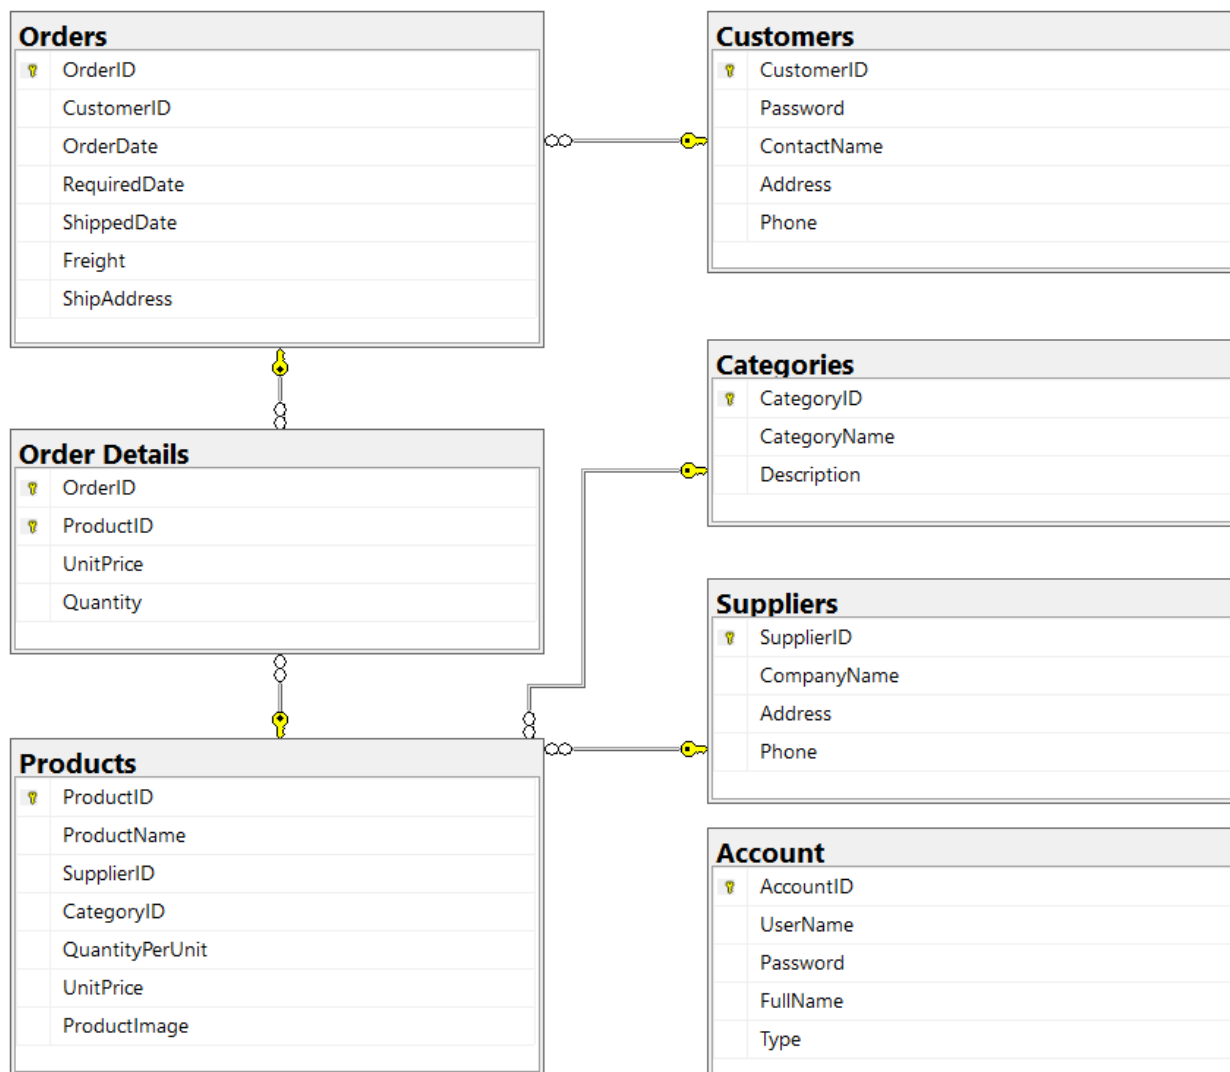 Orders
OrderID
CustomerID
OrderDate
RequiredDate
ShippedDate
Freight
ShipAddress
Customers
CustomerID
Password
ContactName
Address
Phone
Categories
CategoryID
CategoryName
Description
Order Details
OrderID
ProductID
UnitPrice
Quantity
Suppliers
SupplierID
CompanyName
Address
Phone
Products
ProductID
ProductName
SupplierID
CategoryID
QuantityPerUnit
UnitPrice
ProductImage
Account
AccountID
UserName
Password
FullName
Type